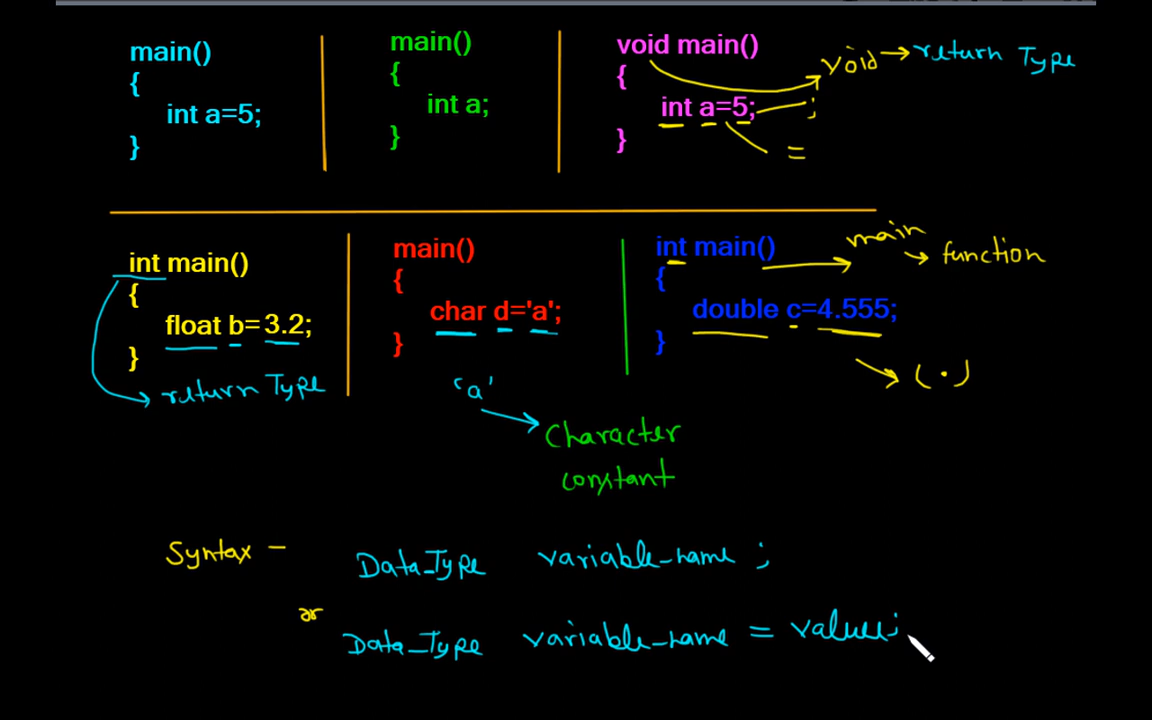 main()
{
int a=5;
}
main()
{
int a;
}
void main()
{
int a=5;
}
void → return Type
;
=
int main()
{
float b=3.2;
}
return Type
main()
{
char d='a';
}
'a'
Character
constant
int main()
{
double c=4.555;
}
main
→ function
(.)
Syntax - Data_Type variable_name ;
or Data_Type variable_name = value;